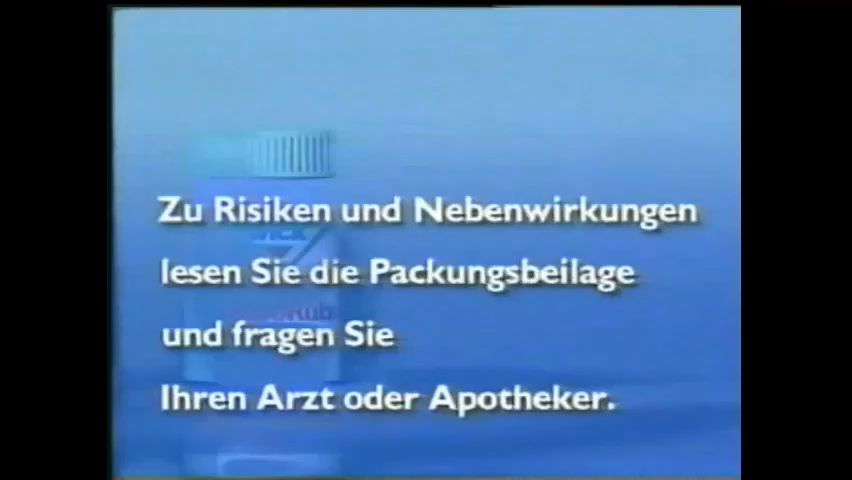 Zu Risiken und Nebenwirkungen
lesen Sie die Packungsbeilage
und fragen Sie
Ihren Arzt oder Apotheker.